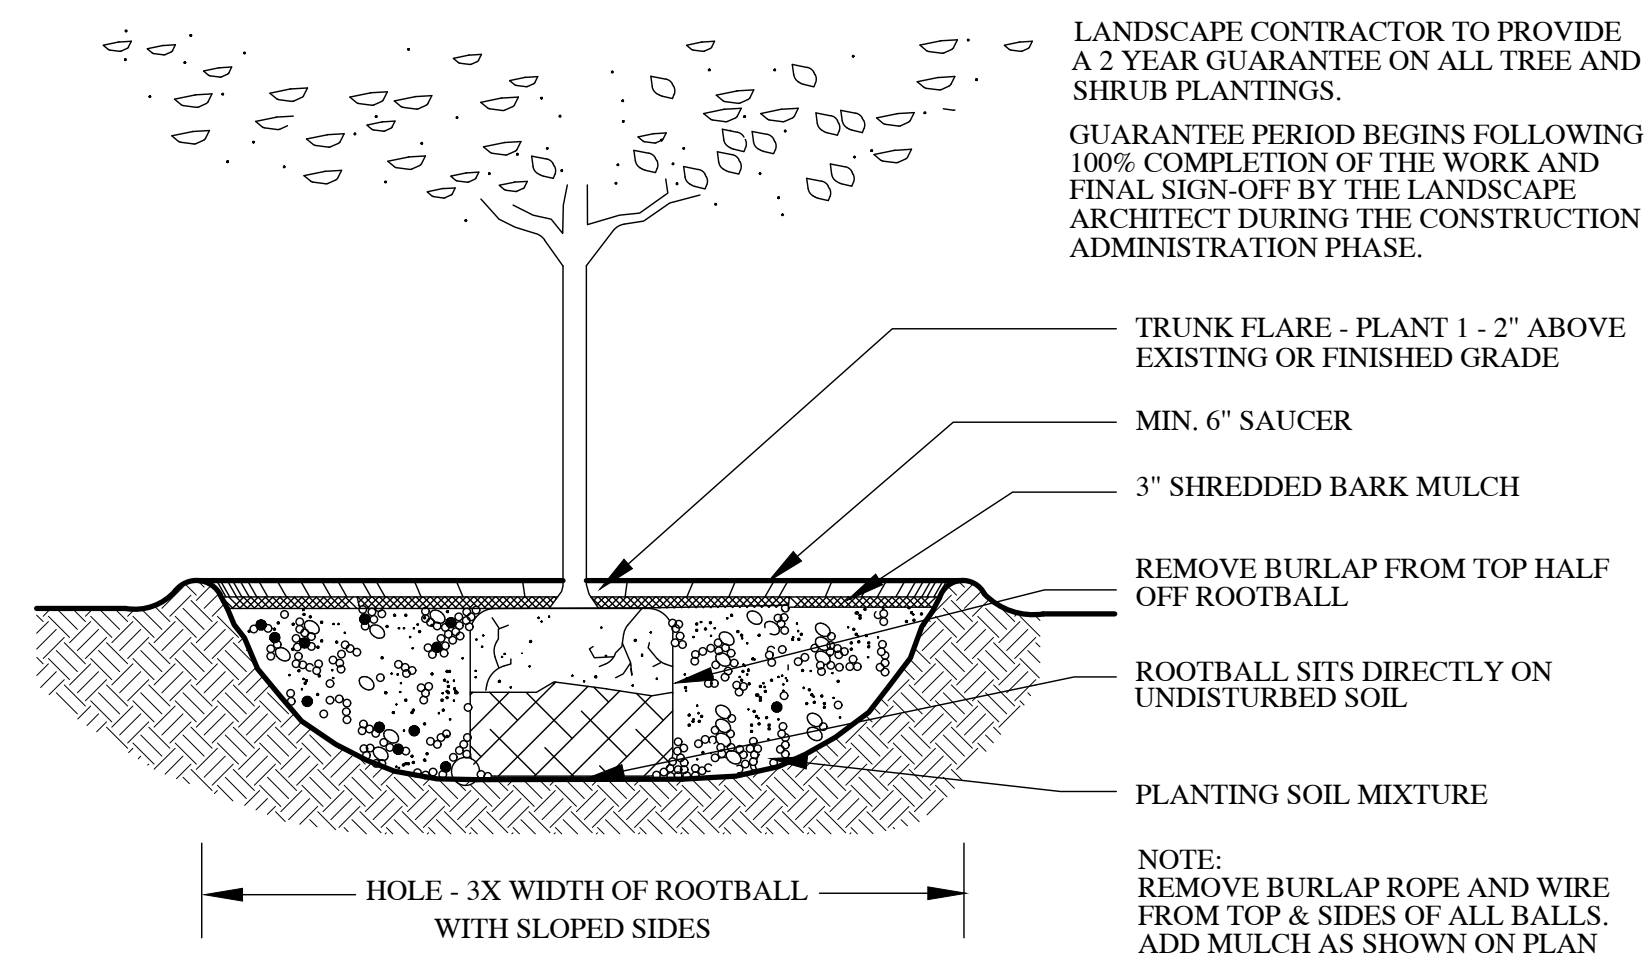 LANDSCAPE CONTRACTOR TO PROVIDE
A 2 YEAR GUARANTEE ON ALL TREE AND
SHRUB PLANTINGS.
GUARANTEE PERIOD BEGINS FOLLOWING
100% COMPLETION OF THE WORK AND
FINAL SIGN-OFF BY THE LANDSCAPE
ARCHITECT DURING THE CONSTRUCTION
ADMINISTRATION PHASE.
TRUNK FLARE - PLANT 1 - 2" ABOVE
EXISTING OR FINISHED GRADE
MIN. 6" SAUCER
3" SHREDDED BARK MULCH
REMOVE BURLAP FROM TOP HALF
OFF ROOTBALL
ROOTBALL SITS DIRECTLY ON
UNDISTURBED SOIL
PLANTING SOIL MIXTURE
HOLE - 3X WIDTH OF ROOTBALL
WITH SLOPED SIDES
NOTE:
REMOVE BURLAP ROPE AND WIRE
FROM TOP & SIDES OF ALL BALLS.
ADD MULCH AS SHOWN ON PLAN